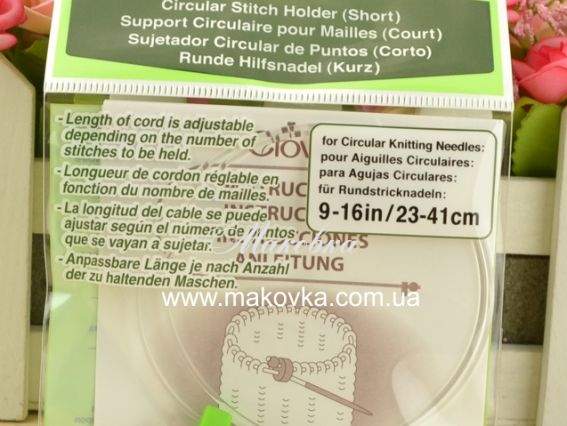 Circular Stitch Holder (Short)
Support Circulaire pour Mailles (Court)
Sujetador Circular de Puntos (Corto)
Runde Hilfsnadel (Kurz)
- Length of cord is adjustable
depending on the number of
stitches to be held.
- Longueur de cordon réglable en
fonction du nombre de mailles.
- La longitud del cable se puede
ajustar según el número de puntos
que se vayan a sujetar.
- Anpassbare Länge je nach Anzahl
der zu haltenden Maschen.
for Circular Knitting Needles:
pour Aiguilles Circulaires:
para Agujas Circulares:
für Rundstricknadeln:
9-16in/23-41cm
ANLEITUNG
www.makovka.com.ua